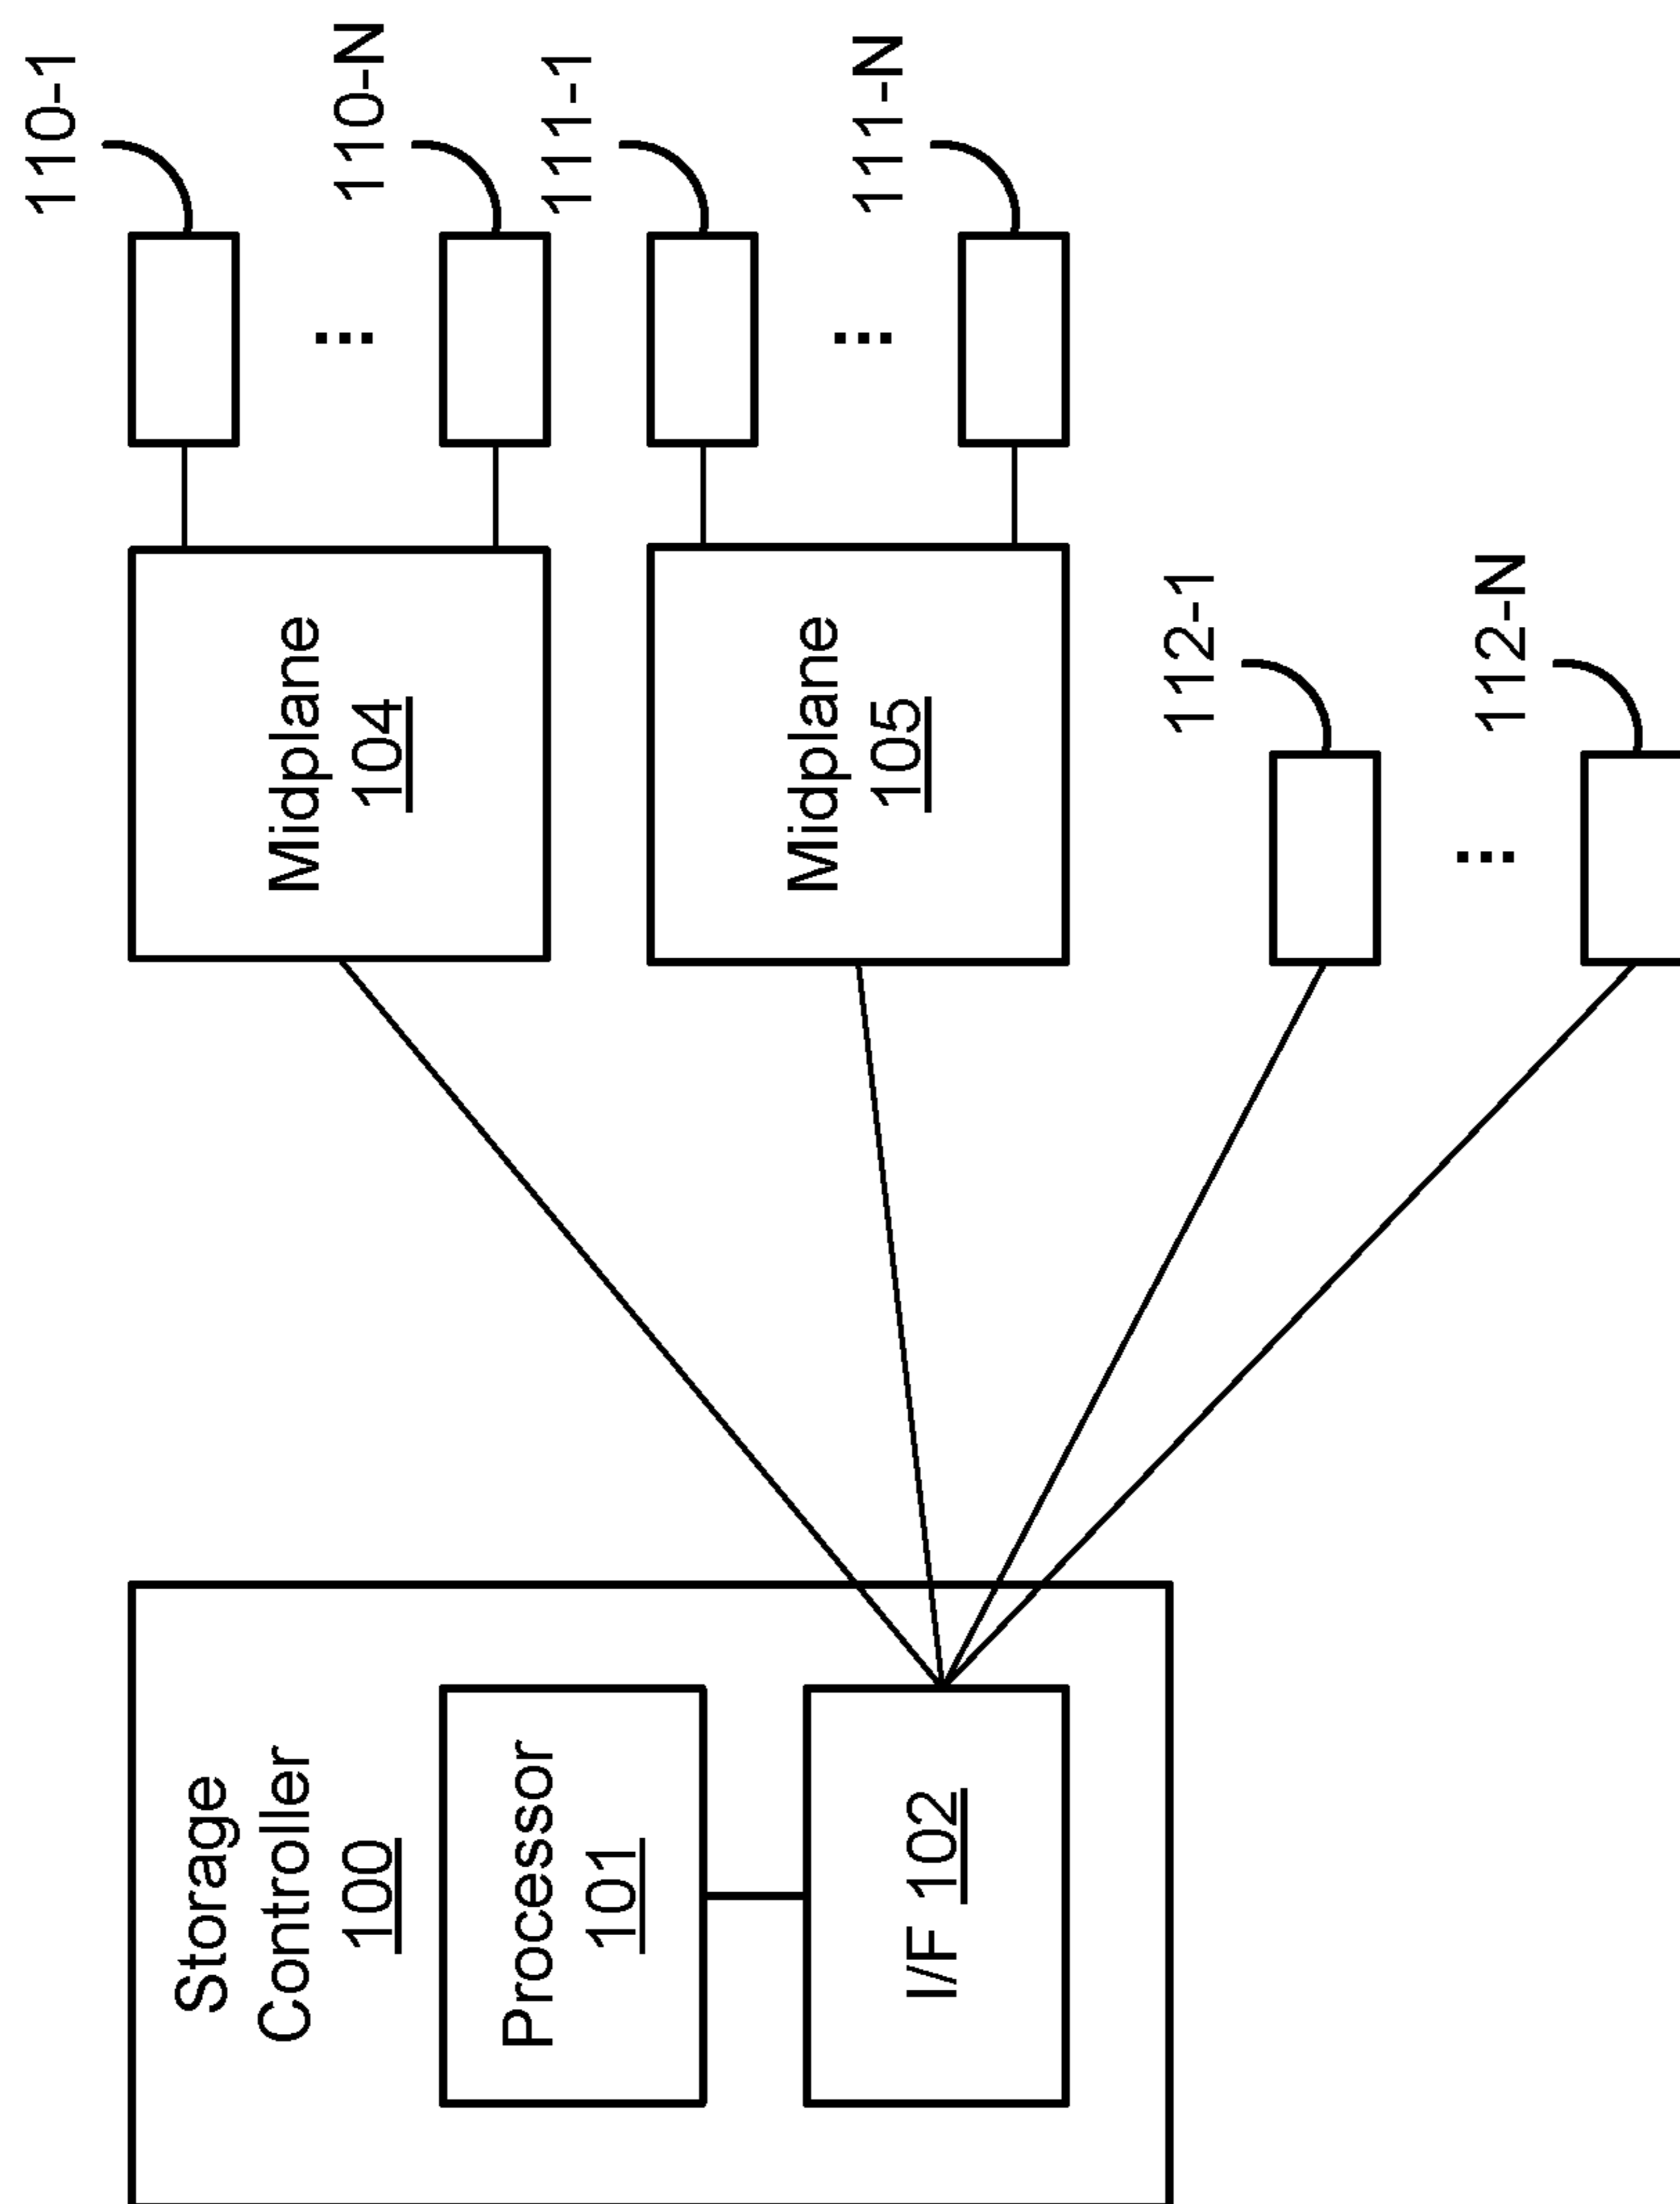 Storage
Controller
100
Processor
101
I/F 102
Midplane
104
Midplane
105
110-1
110-N
111-1
111-N
112-1
112-N